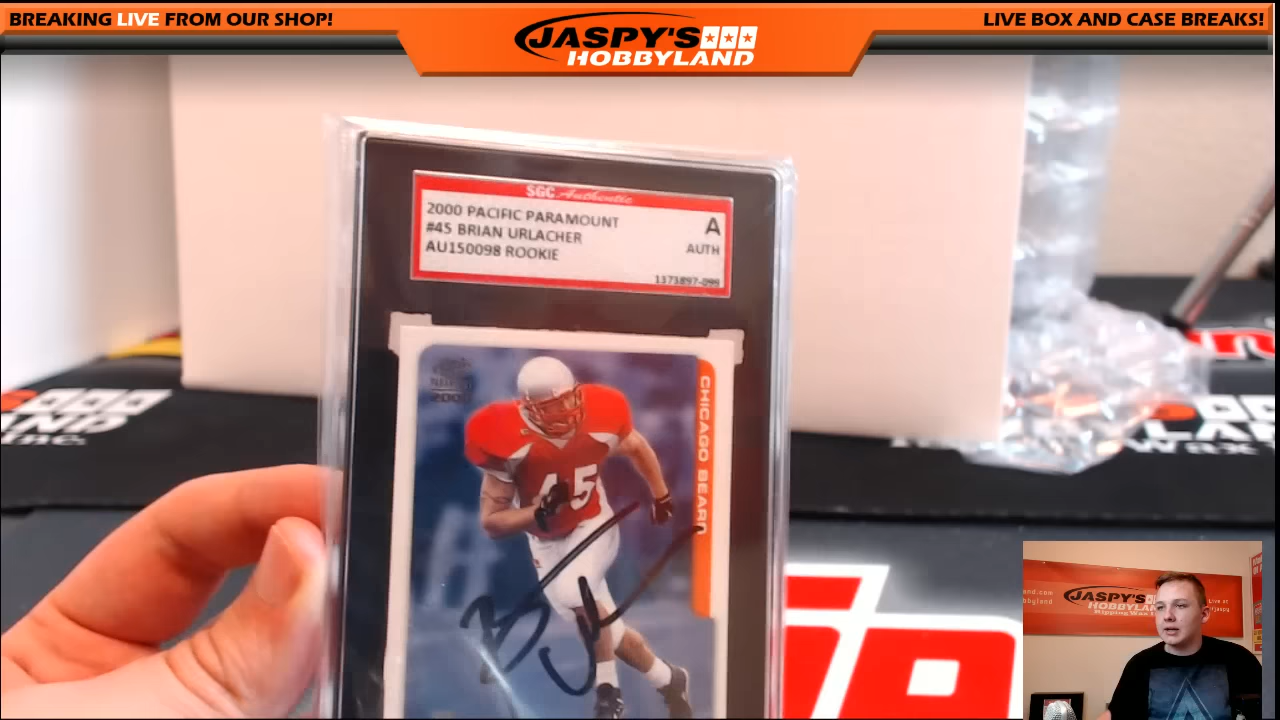 BREAKING LIVE FROM OUR SHOP!
JASPY'S
HOBBYLAND
LIVE BOX AND CASE BREAKS!
SGC Authentic
2000 PACIFIC PARAMOUNT
#45 BRIAN URLACHER
AU150098 ROOKIE
A
AUTH
1373897-099
2000
CHICAGO BEARS
45
JASPY'S
HOBBYLAND